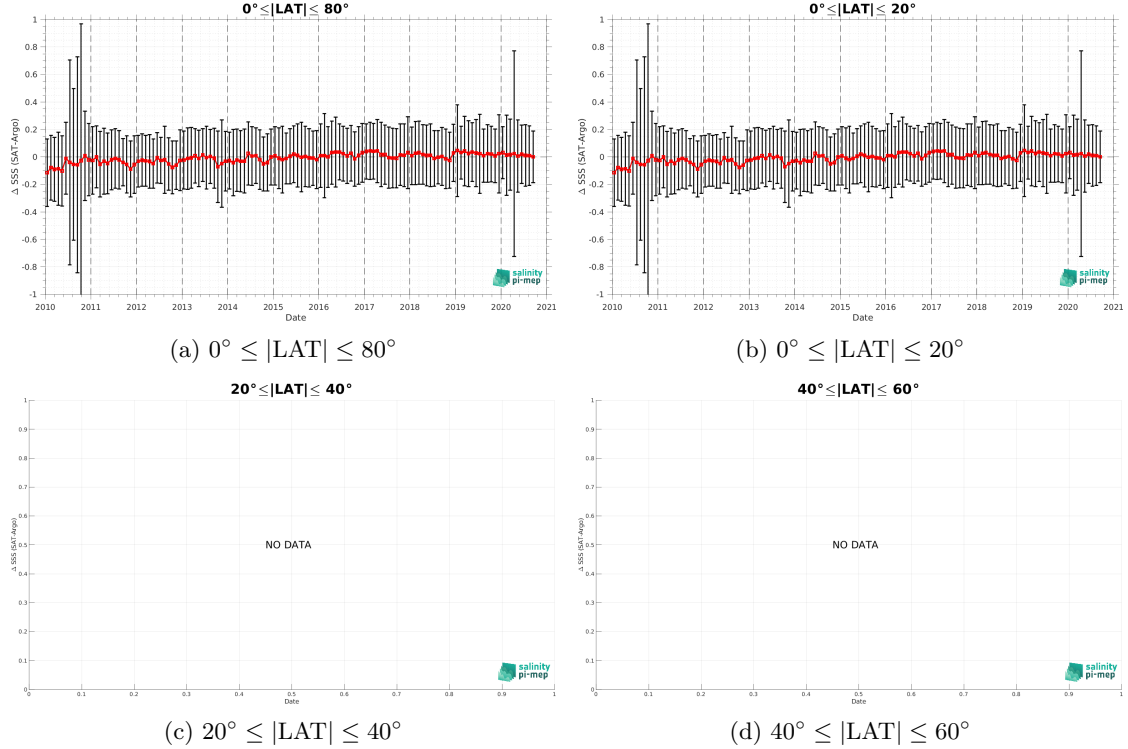 0°≤|LAT|≤ 80°
Δ SSS (SAT-Argo)
1
0.8
0.6
0.4
0.2
0
-0.2
-0.4
-0.6
-0.8
-1
2010 2011 2012 2013 2014 2015 2016 2017 2018 2019 2020 2021
Date
salinity
pi-mep
(a) 0° ≤ |LAT| ≤ 80°
0°≤|LAT|≤ 20°
Δ SSS (SAT-Argo)
1
0.8
0.6
0.4
0.2
0
-0.2
-0.4
-0.6
-0.8
-1
2010 2011 2012 2013 2014 2015 2016 2017 2018 2019 2020 2021
Date
salinity
pi-mep
(b) 0° ≤ |LAT| ≤ 20°
20°≤|LAT|≤ 40°
Δ SSS (SAT-Argo)
1
0.9
0.8
0.7
0.6
0.5
0.4
0.3
0.2
0.1
0
NO DATA
0 0.1 0.2 0.3 0.4 0.5 0.6 0.7 0.8 0.9 1
Date
salinity
pi-mep
(c) 20° ≤ |LAT| ≤ 40°
40°≤|LAT|≤ 60°
Δ SSS (SAT-Argo)
1
0.9
0.8
0.7
0.6
0.5
0.4
0.3
0.2
0.1
0
NO DATA
0 0.1 0.2 0.3 0.4 0.5 0.6 0.7 0.8 0.9 1
Date
salinity
pi-mep
(d) 40° ≤ |LAT| ≤ 60°